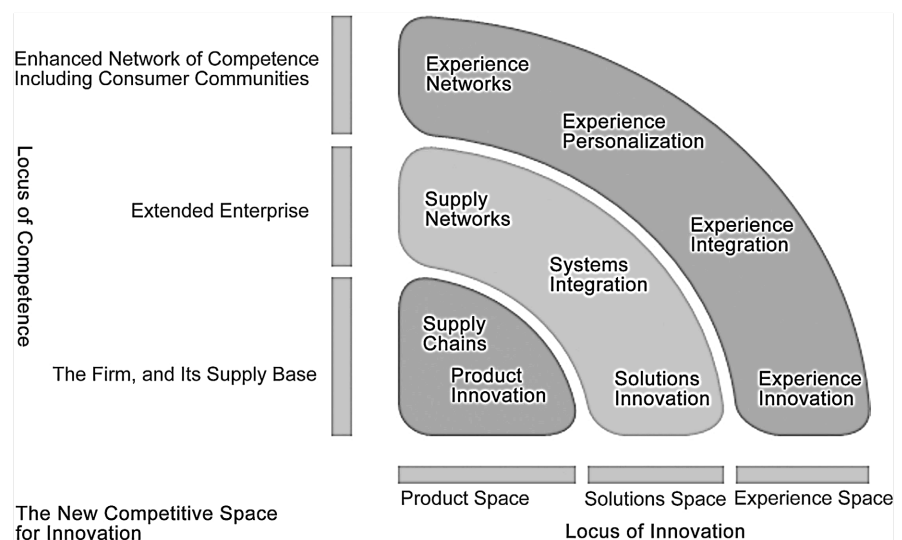 Enhanced Network of Competence
Including Consumer Communities
Experience
Networks
Experience
Personalization
Locus of Competence
Extended Enterprise
Supply
Networks
Experience
Integration
Systems
Integration
Supply
Chains
The Firm, and Its Supply Base
Product
Innovation
Solutions
Innovation
Experience
Innovation
Product Space
Solutions Space
Experience Space
The New Competitive Space
for Innovation
Locus of Innovation